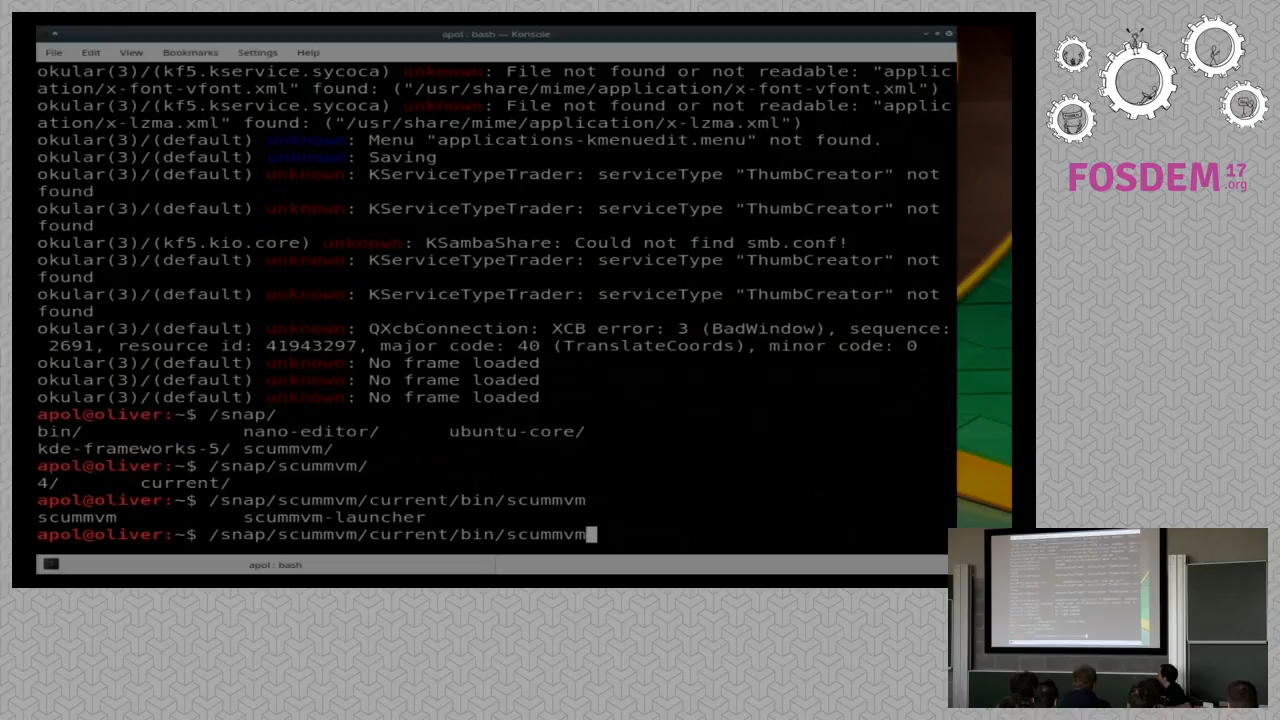 apol : bash — Konsole
File Edit View Bookmarks Settings Help
okular(3)/(kf5.kservice.sycoca) unknown: File not found or not readable: "applic
ation/x-font-vfont.xml" found: ("/usr/share/mime/application/x-font-vfont.xml")
okular(3)/(kf5.kservice.sycoca) unknown: File not found or not readable: "applic
ation/x-lzma.xml" found: ("/usr/share/mime/application/x-lzma.xml")
okular(3)/(default) unknown: Menu "applications-kmenuedit.menu" not found.
okular(3)/(default) unknown: Saving
okular(3)/(default) unknown: KServiceTypeTrader: serviceType "ThumbCreator" not
found
okular(3)/(default) unknown: KServiceTypeTrader: serviceType "ThumbCreator" not
found
okular(3)/(kf5.kio.core) unknown: KSambaShare: Could not find smb.conf!
okular(3)/(default) unknown: KServiceTypeTrader: serviceType "ThumbCreator" not
found
okular(3)/(default) unknown: KServiceTypeTrader: serviceType "ThumbCreator" not
found
okular(3)/(default) unknown: QXcbConnection: XCB error: 3 (BadWindow), sequence:
2691, resource id: 41943297, major code: 40 (TranslateCoords), minor code: 0
okular(3)/(default) unknown: No frame loaded
okular(3)/(default) unknown: No frame loaded
okular(3)/(default) unknown: No frame loaded
apol@oliver:~$ /snap/
bin/ nano-editor/ ubuntu-core/
kde-frameworks-5/ scummvm/
apol@oliver:~$ /snap/scummvm/
4/ current/
apol@oliver:~$ /snap/scummvm/current/bin/scummvm
scummvm scummvm-launcher
apol@oliver:~$ /snap/scummvm/current/bin/scummvm
apol : bash
FOSDEM 17
.org